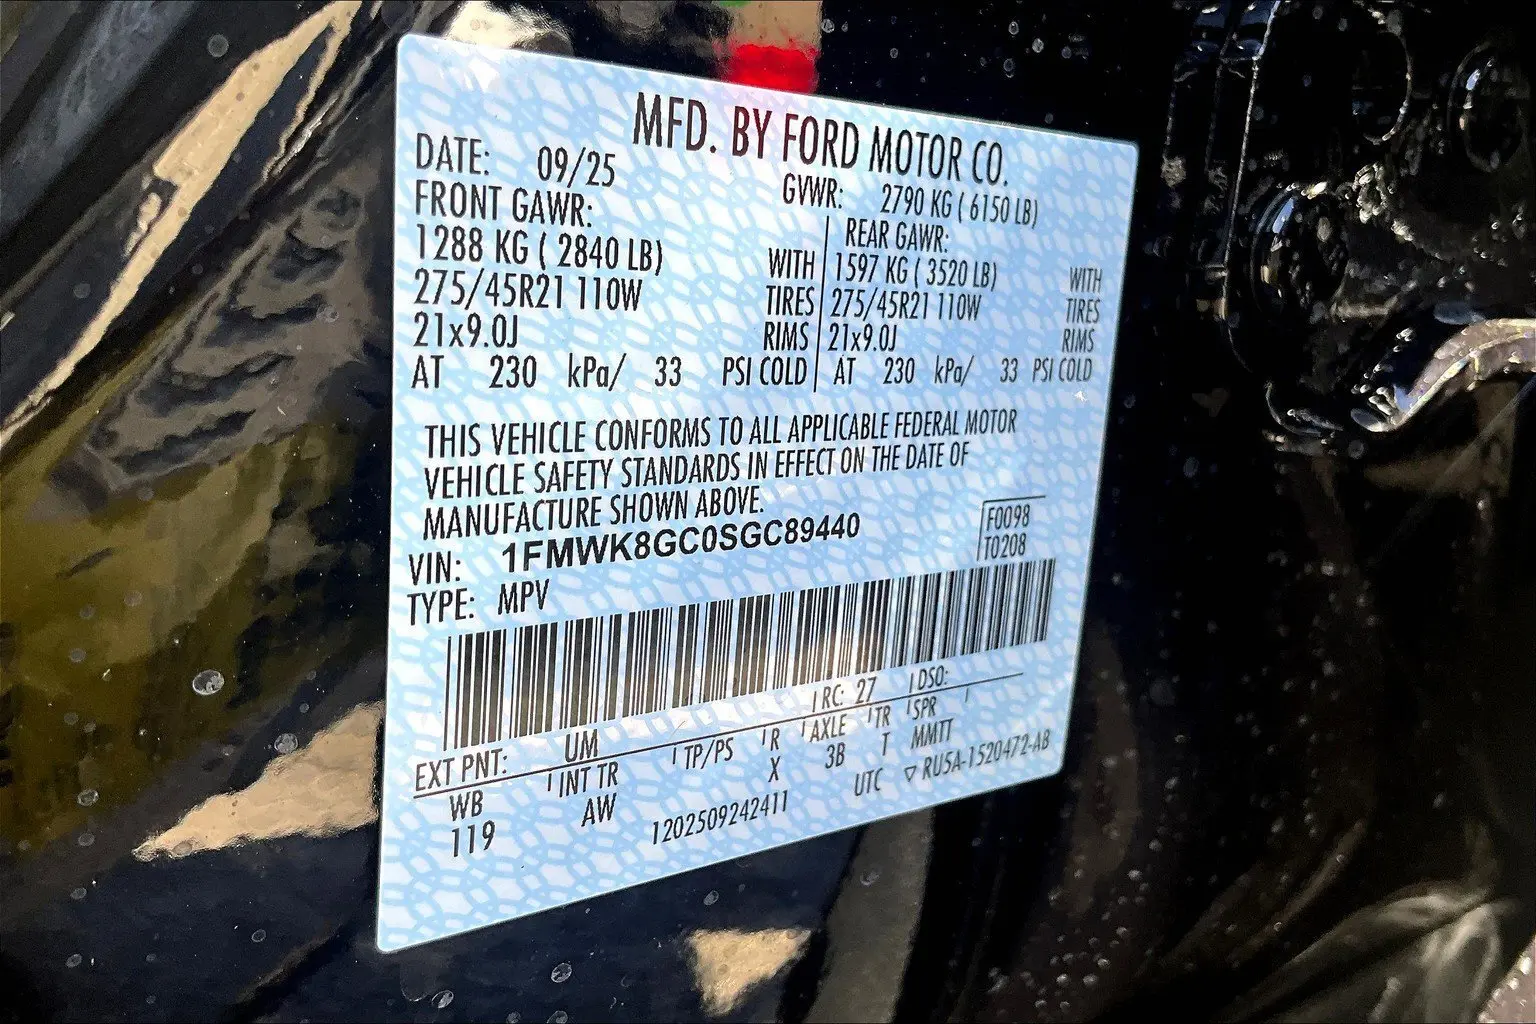 MFD. BY FORD MOTOR CO.
DATE: 09/25 GVWR: 2790 KG ( 6150 LB)
FRONT GAWR: REAR GAWR:
1288 KG ( 2840 LB) WITH 1597 KG ( 3520 LB) WITH
275/45R21 110W TIRES 275/45R21 110W TIRES
21x9.0J RIMS 21x9.0J RIMS
AT 230 kPa/ 33 PSI COLD AT 230 kPa/ 33 PSI COLD
THIS VEHICLE CONFORMS TO ALL APPLICABLE FEDERAL MOTOR
VEHICLE SAFETY STANDARDS IN EFFECT ON THE DATE OF
MANUFACTURE SHOWN ABOVE.
VIN: 1FMWK8GC0SGC89440 F0098
TYPE: MPV T0208
EXT PNT: UM RC: 27 DSO:
WB INT TR TP/PS R AXLE TR SPR
119 AW X 3B T MMTT
1202509242411 UTC ▽ RU5A-1520472-AB